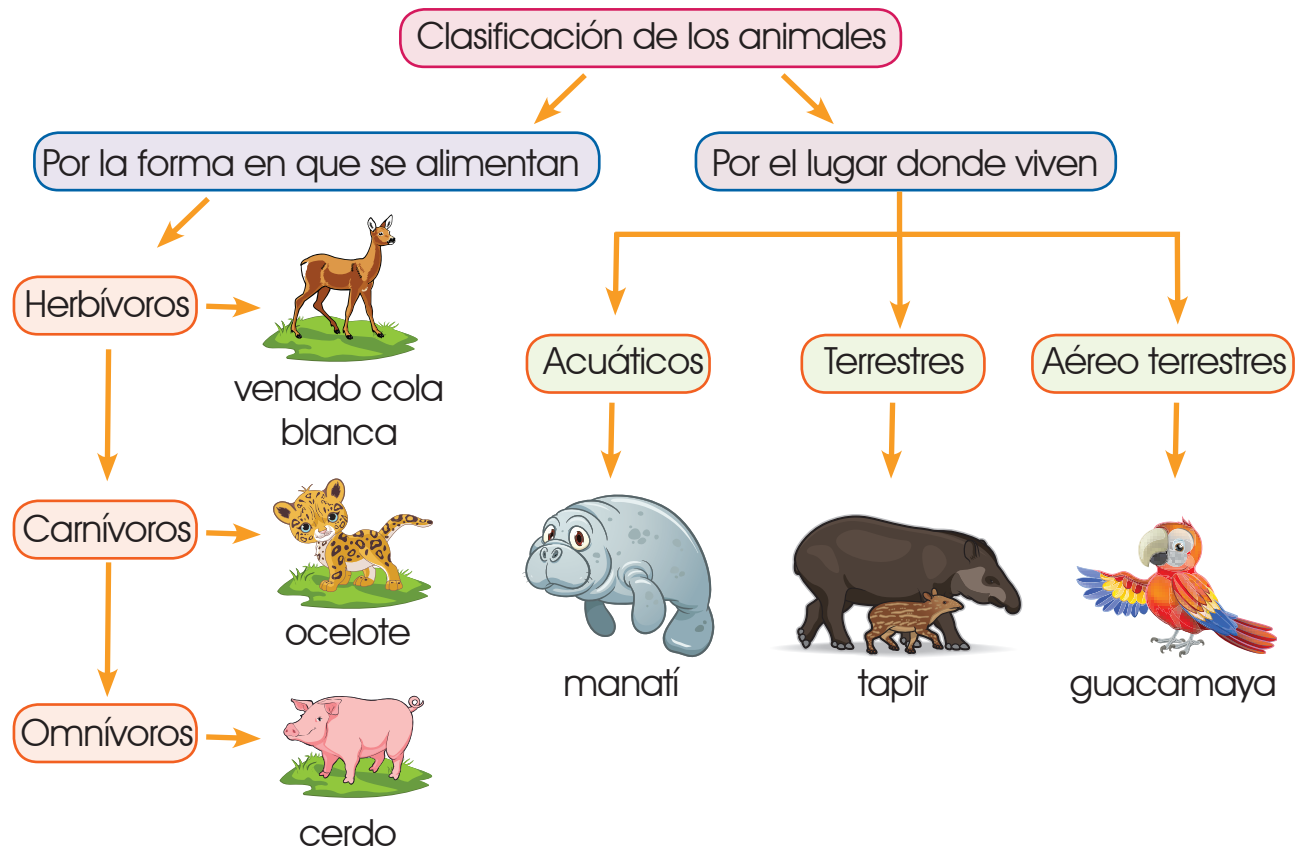 Clasificación de los animales
Por la forma en que se alimentan
Por el lugar donde viven
Herbívoros
venado cola
blanca
Carnívoros
ocelote
Omnívoros
cerdo
Acuáticos
Terrestres
Aéreo terrestres
manatí
tapir
guacamaya